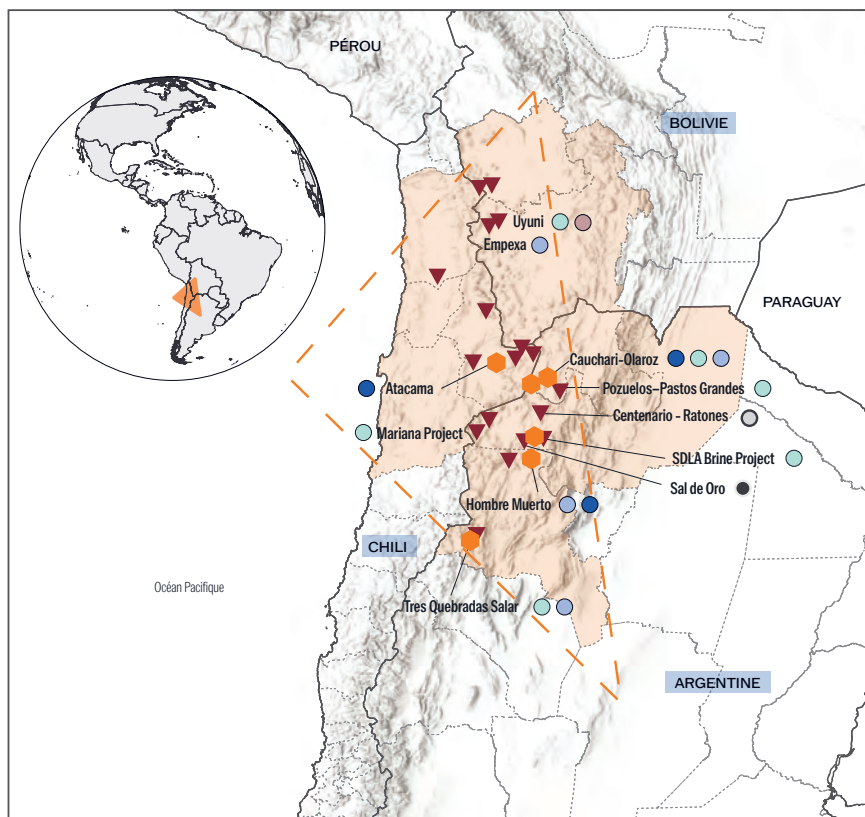 PÉROU
BOLIVIE
Uyuni
Empexa
PARAGUAY
Cauchari-Olaroz
Atacama
Pozuelos–Pastos Grandes
Centenario - Ratones
Mariana Project
SDLA Brine Project
Sal de Oro
Hombre Muerto
CHILI
Océan Pacifique
Tres Quebradas Salar
ARGENTINE